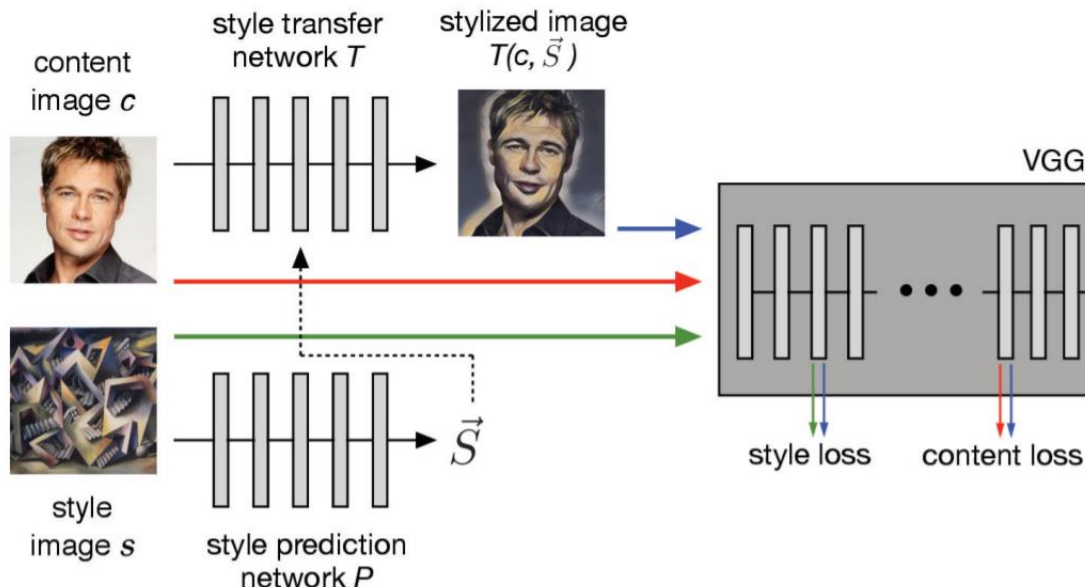 content
image c
style transfer
network T
stylized image
T(c, S⃗ )
VGG
style
image s
style prediction
network P
S⃗
style loss
content loss